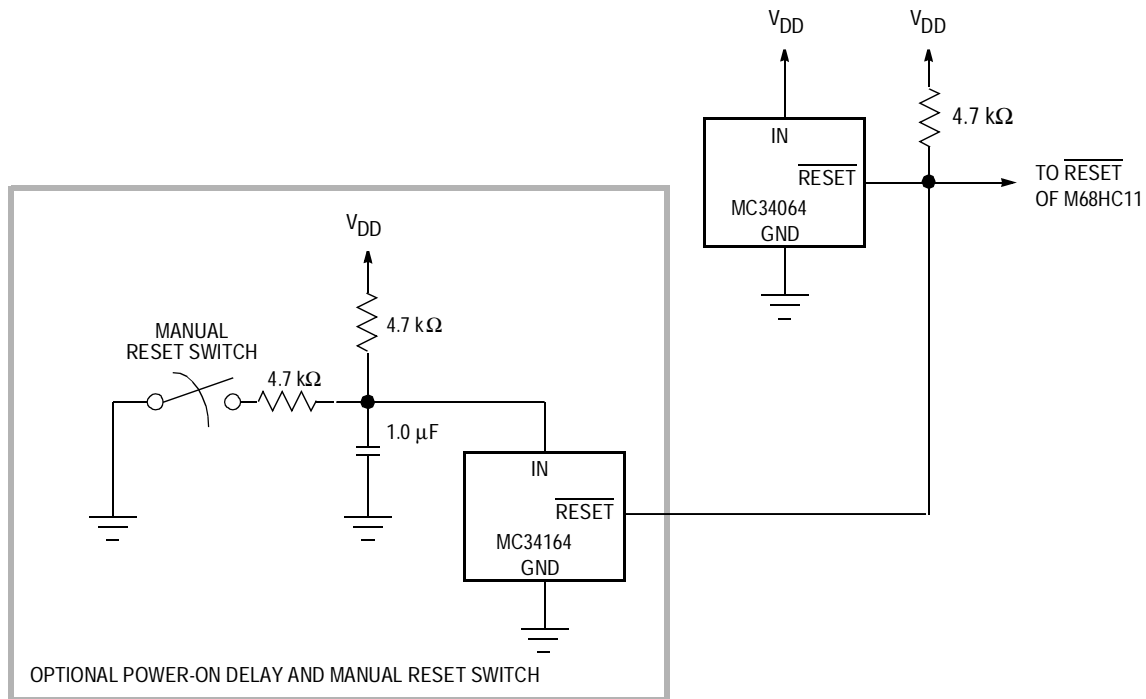 VDD
VDD
IN
4.7 kΩ
RESET
TO RESET
OF M68HC11
MC34064
GND
VDD
4.7 kΩ
MANUAL
RESET SWITCH
4.7 kΩ
1.0 µF
IN
RESET
MC34164
GND
OPTIONAL POWER-ON DELAY AND MANUAL RESET SWITCH